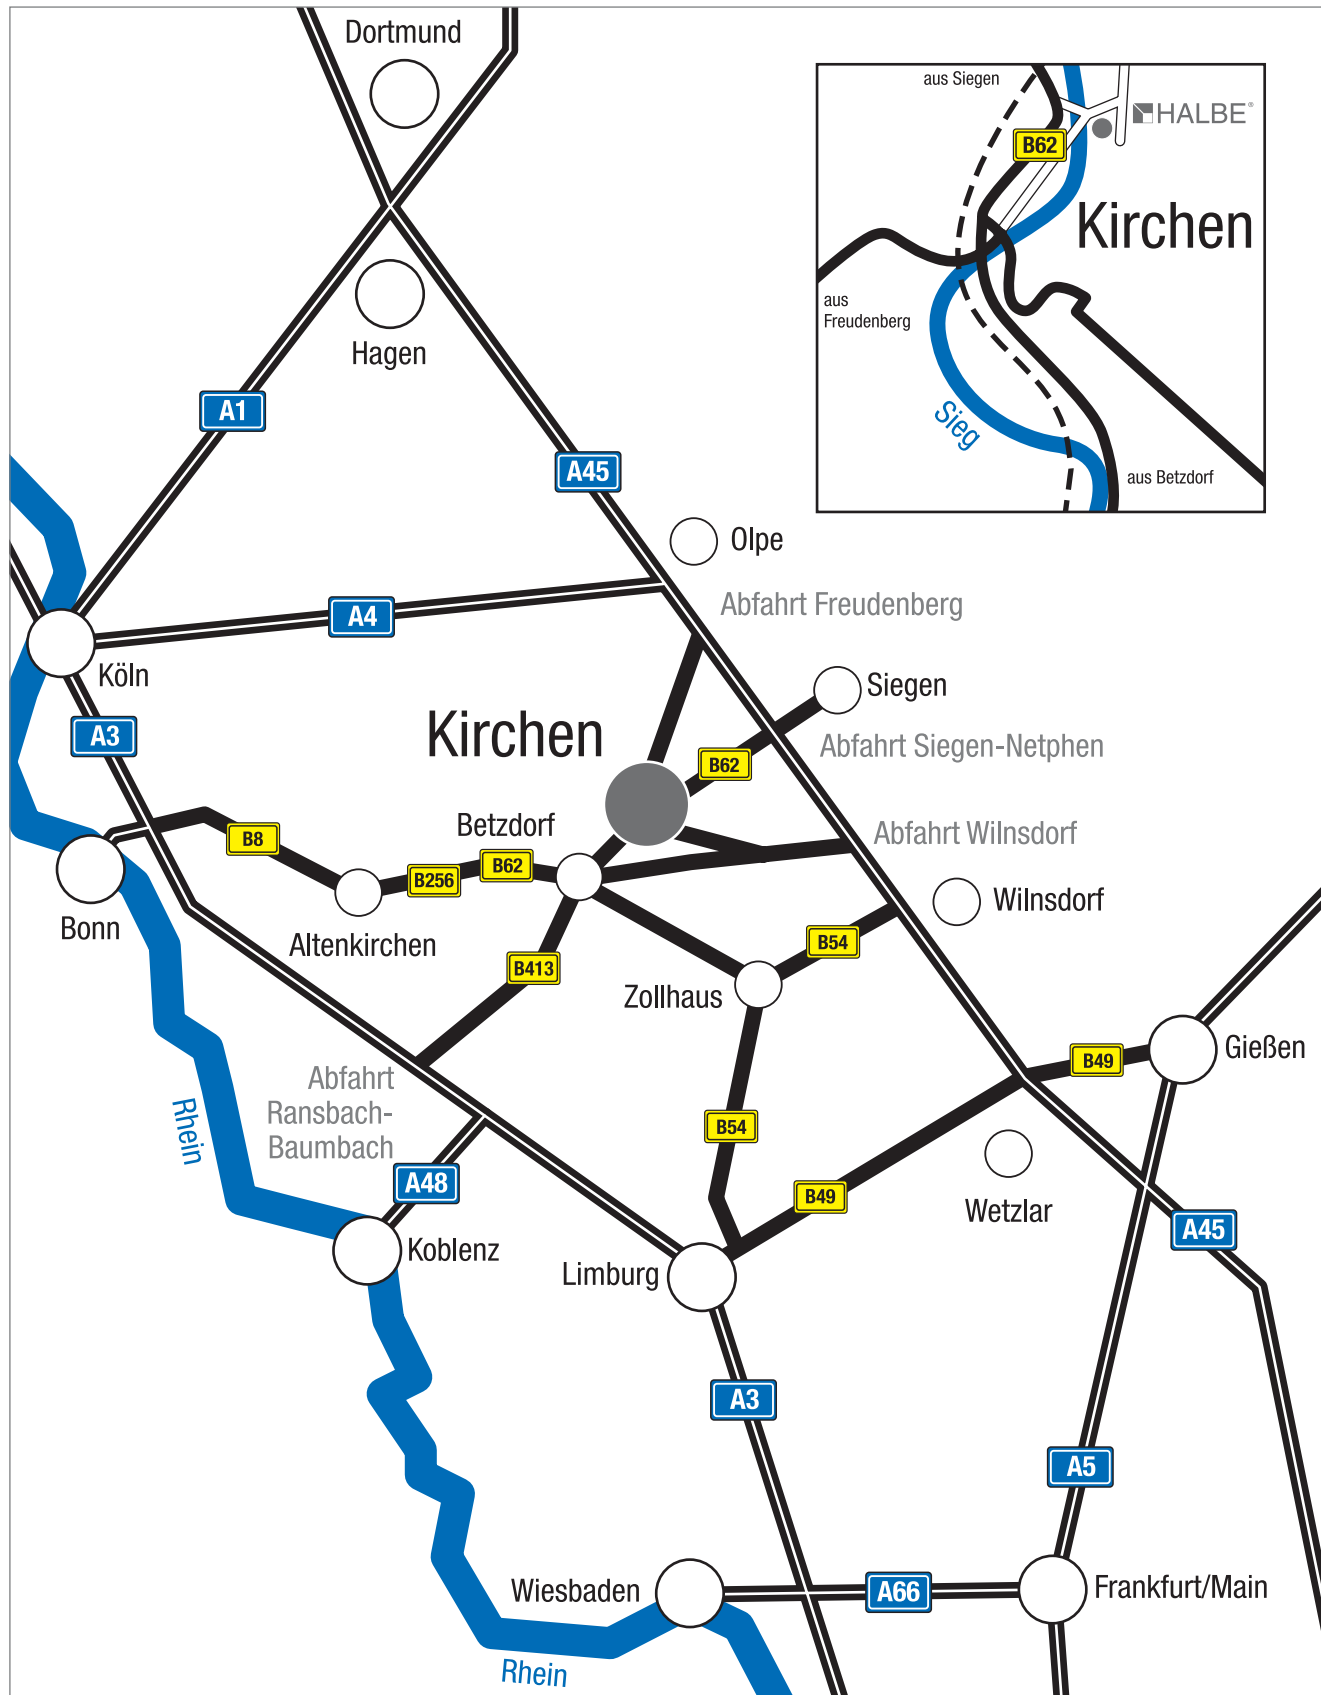 Dortmund
aus Siegen
HALBE®
B62
Kirchen
Hagen
aus
Freudenberg
A1
Sieg
A45
aus Betzdorf
Olpe
Abfahrt Freudenberg
A4
Köln
Siegen
A3
Kirchen
Abfahrt Siegen-Netphen
B62
Betzdorf
Abfahrt Wilnsdorf
B8
B256
B62
Wilnsdorf
Bonn
Altenkirchen
B54
B413
Zollhaus
Gießen
B49
Abfahrt
Ransbach-
Baumbach
Rhein
B54
A48
B49
Wetzlar
A45
Koblenz
Limburg
A3
A5
Wiesbaden
A66
Frankfurt/Main
Rhein